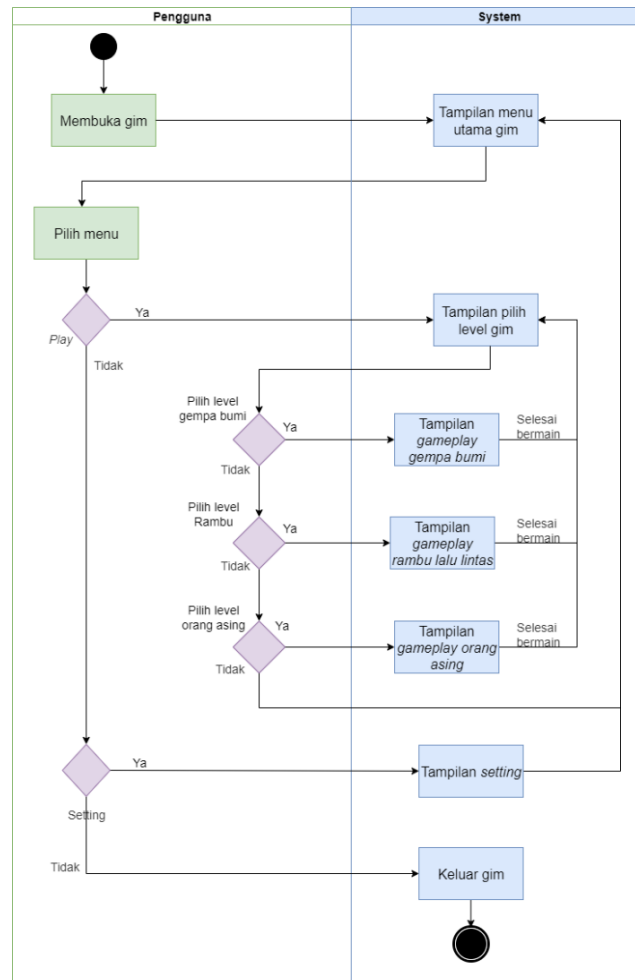 Pengguna
System
Membuka gim
Tampilan menu
utama gim
Pilih menu
Play
Ya
Tidak
Tampilan pilih
level gim
Pilih level
gempa bumi
Ya
Tidak
Tampilan
gameplay
gempa bumi
Selesai
bermain
Pilih level
Rambu
Ya
Tidak
Tampilan
gameplay
rambu lalu lintas
Selesai
bermain
Pilih level
orang asing
Ya
Tidak
Tampilan
gameplay orang
asing
Selesai
bermain
Ya
Setting
Tampilan setting
Tidak
Keluar gim